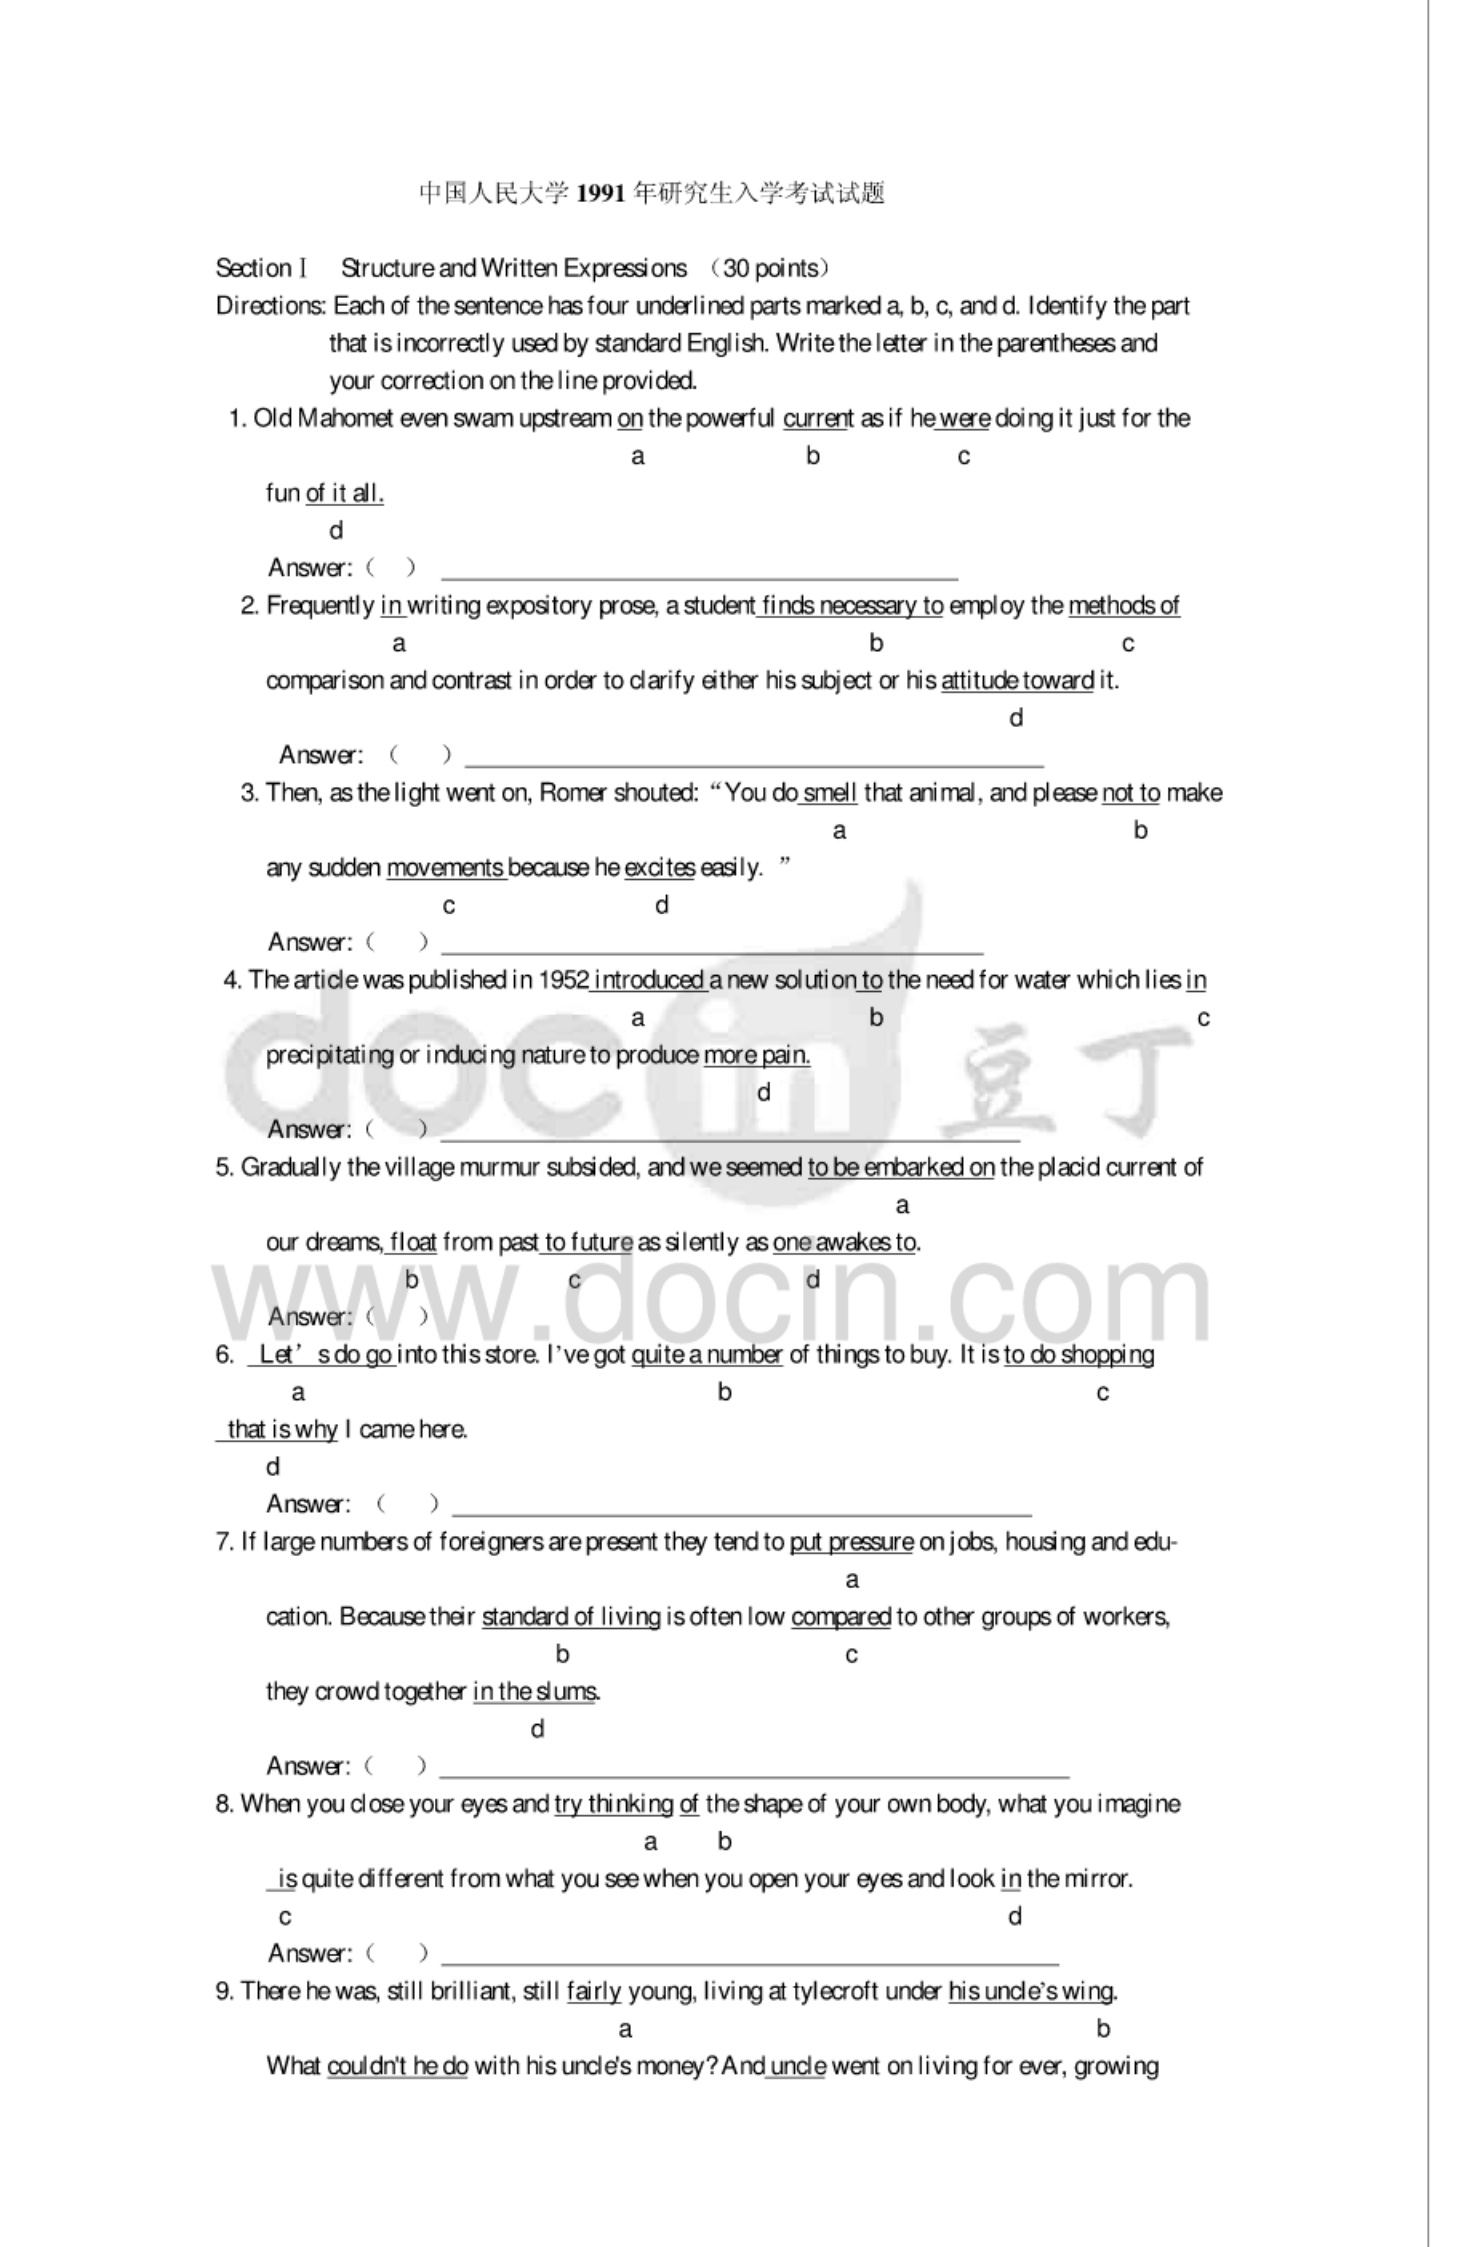 中国人民大学 1991 年研究生入学考试试题
Section Ⅰ Structure and Written Expressions （30 points）
Directions: Each of the sentence has four underlined parts marked a, b, c, and d. Identify the part
that is incorrectly used by standard English. Write the letter in the parentheses and
your correction on the line provided.
1. Old Mahomet even swam upstream on the powerful current as if he were doing it just for the
a b c
fun of it all.
d
Answer:（ ） ____
2. Frequently in writing expository prose, a student finds necessary to employ the methods of
a b c
comparison and contrast in order to clarify either his subject or his attitude toward it.
d
Answer: （ ） ____
3. Then, as the light went on, Romer shouted: “You do smell that animal, and please not to make
a b
any sudden movements because he excites easily. ”
c d
Answer:（ ） ____
4. The article was published in 1952 introduced a new solution to the need for water which lies in
a b c
precipitating or inducing nature to produce more pain.
d
Answer:（ ） ____
5. Gradually the village murmur subsided, and we seemed to be embarked on the placid current of
a
our dreams, float from past to future as silently as one awakes to.
b c d
Answer:（ ）
6. Let’ s do go into this store. I’ve got quite a number of things to buy. It is to do shopping
a b c
that is why I came here.
d
Answer: （ ） ____
7. If large numbers of foreigners are present they tend to put pressure on jobs, housing and edu-
a
cation. Because their standard of living is often low compared to other groups of workers,
b c
they crowd together in the slums.
d
Answer:（ ） ____
8. When you close your eyes and try thinking of the shape of your own body, what you imagine
a b
is quite different from what you see when you open your eyes and look in the mirror.
c d
Answer:（ ） ____
9. There he was, still brilliant, still fairly young, living at tylecroft under his uncle’s wing.
a b
What couldn't he do with his uncle's money? And uncle went on living for ever, growing
docin 豆丁
www.docin.com